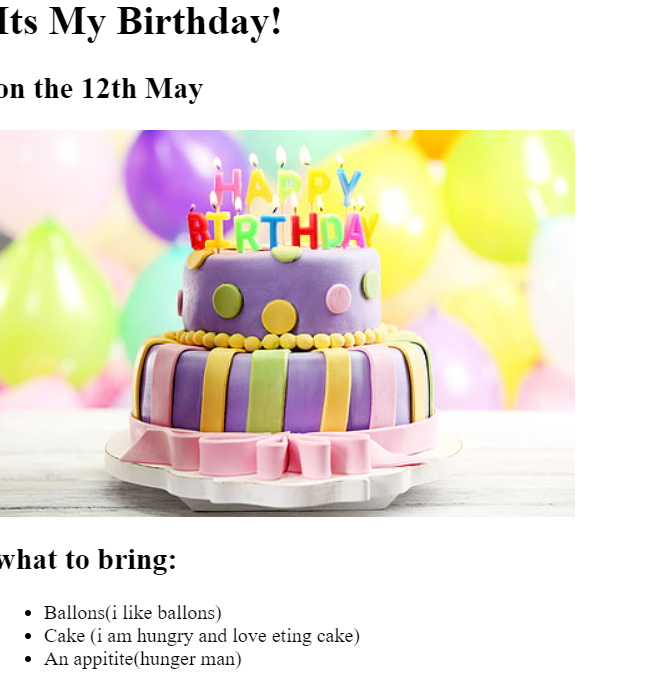 Its My Birthday!
on the 12th May
HAPPY
BIRTHDAY
what to bring:
Ballons(i like ballons)
Cake (i am hungry and love eting cake)
An appitite(hunger man)